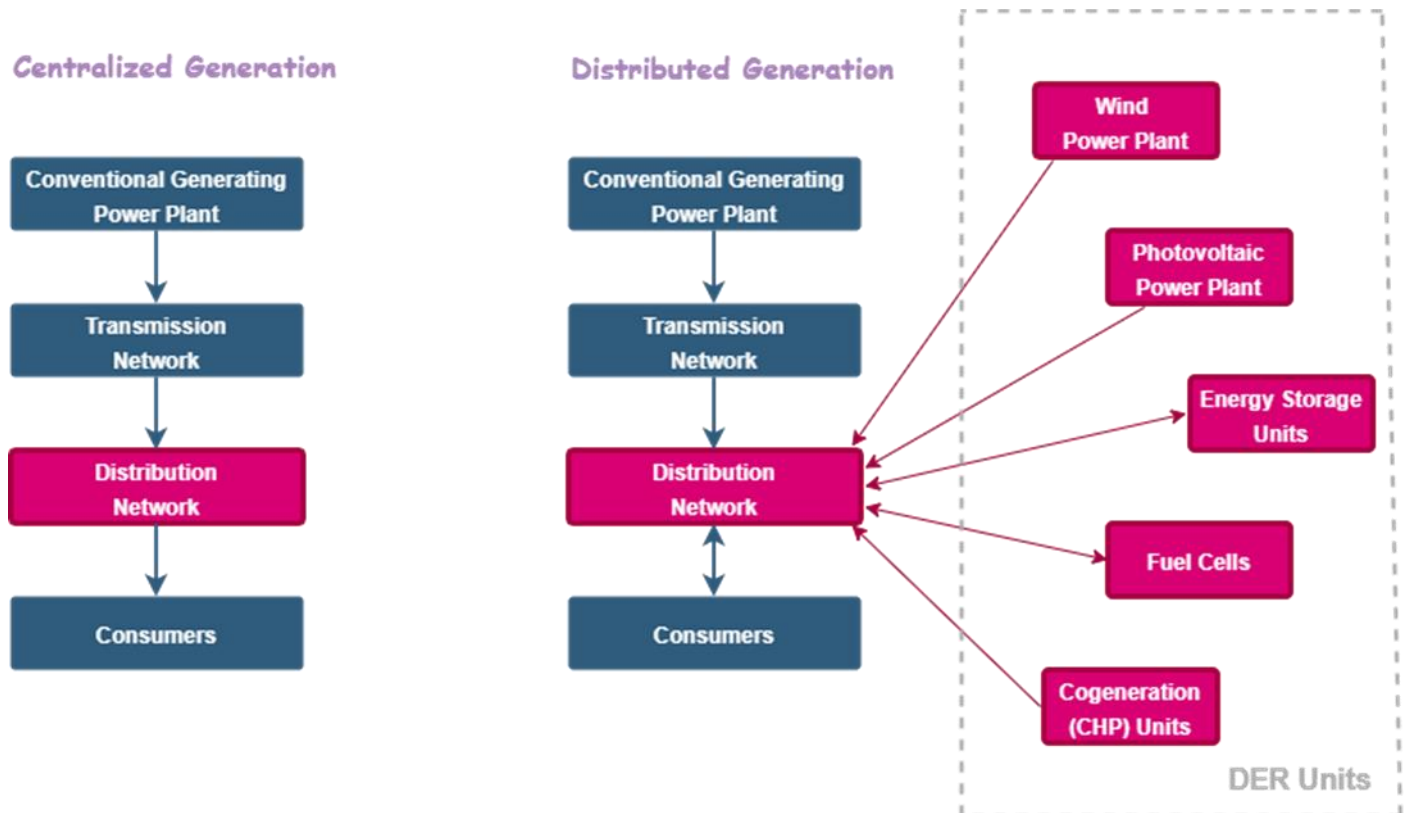 Centralized Generation
Conventional Generating
Power Plant
Transmission
Network
Distribution
Network
Consumers
Distributed Generation
Conventional Generating
Power Plant
Transmission
Network
Distribution
Network
Consumers
Wind
Power Plant
Photovoltaic
Power Plant
Energy Storage
Units
Fuel Cells
Cogeneration
(CHP) Units
DER Units